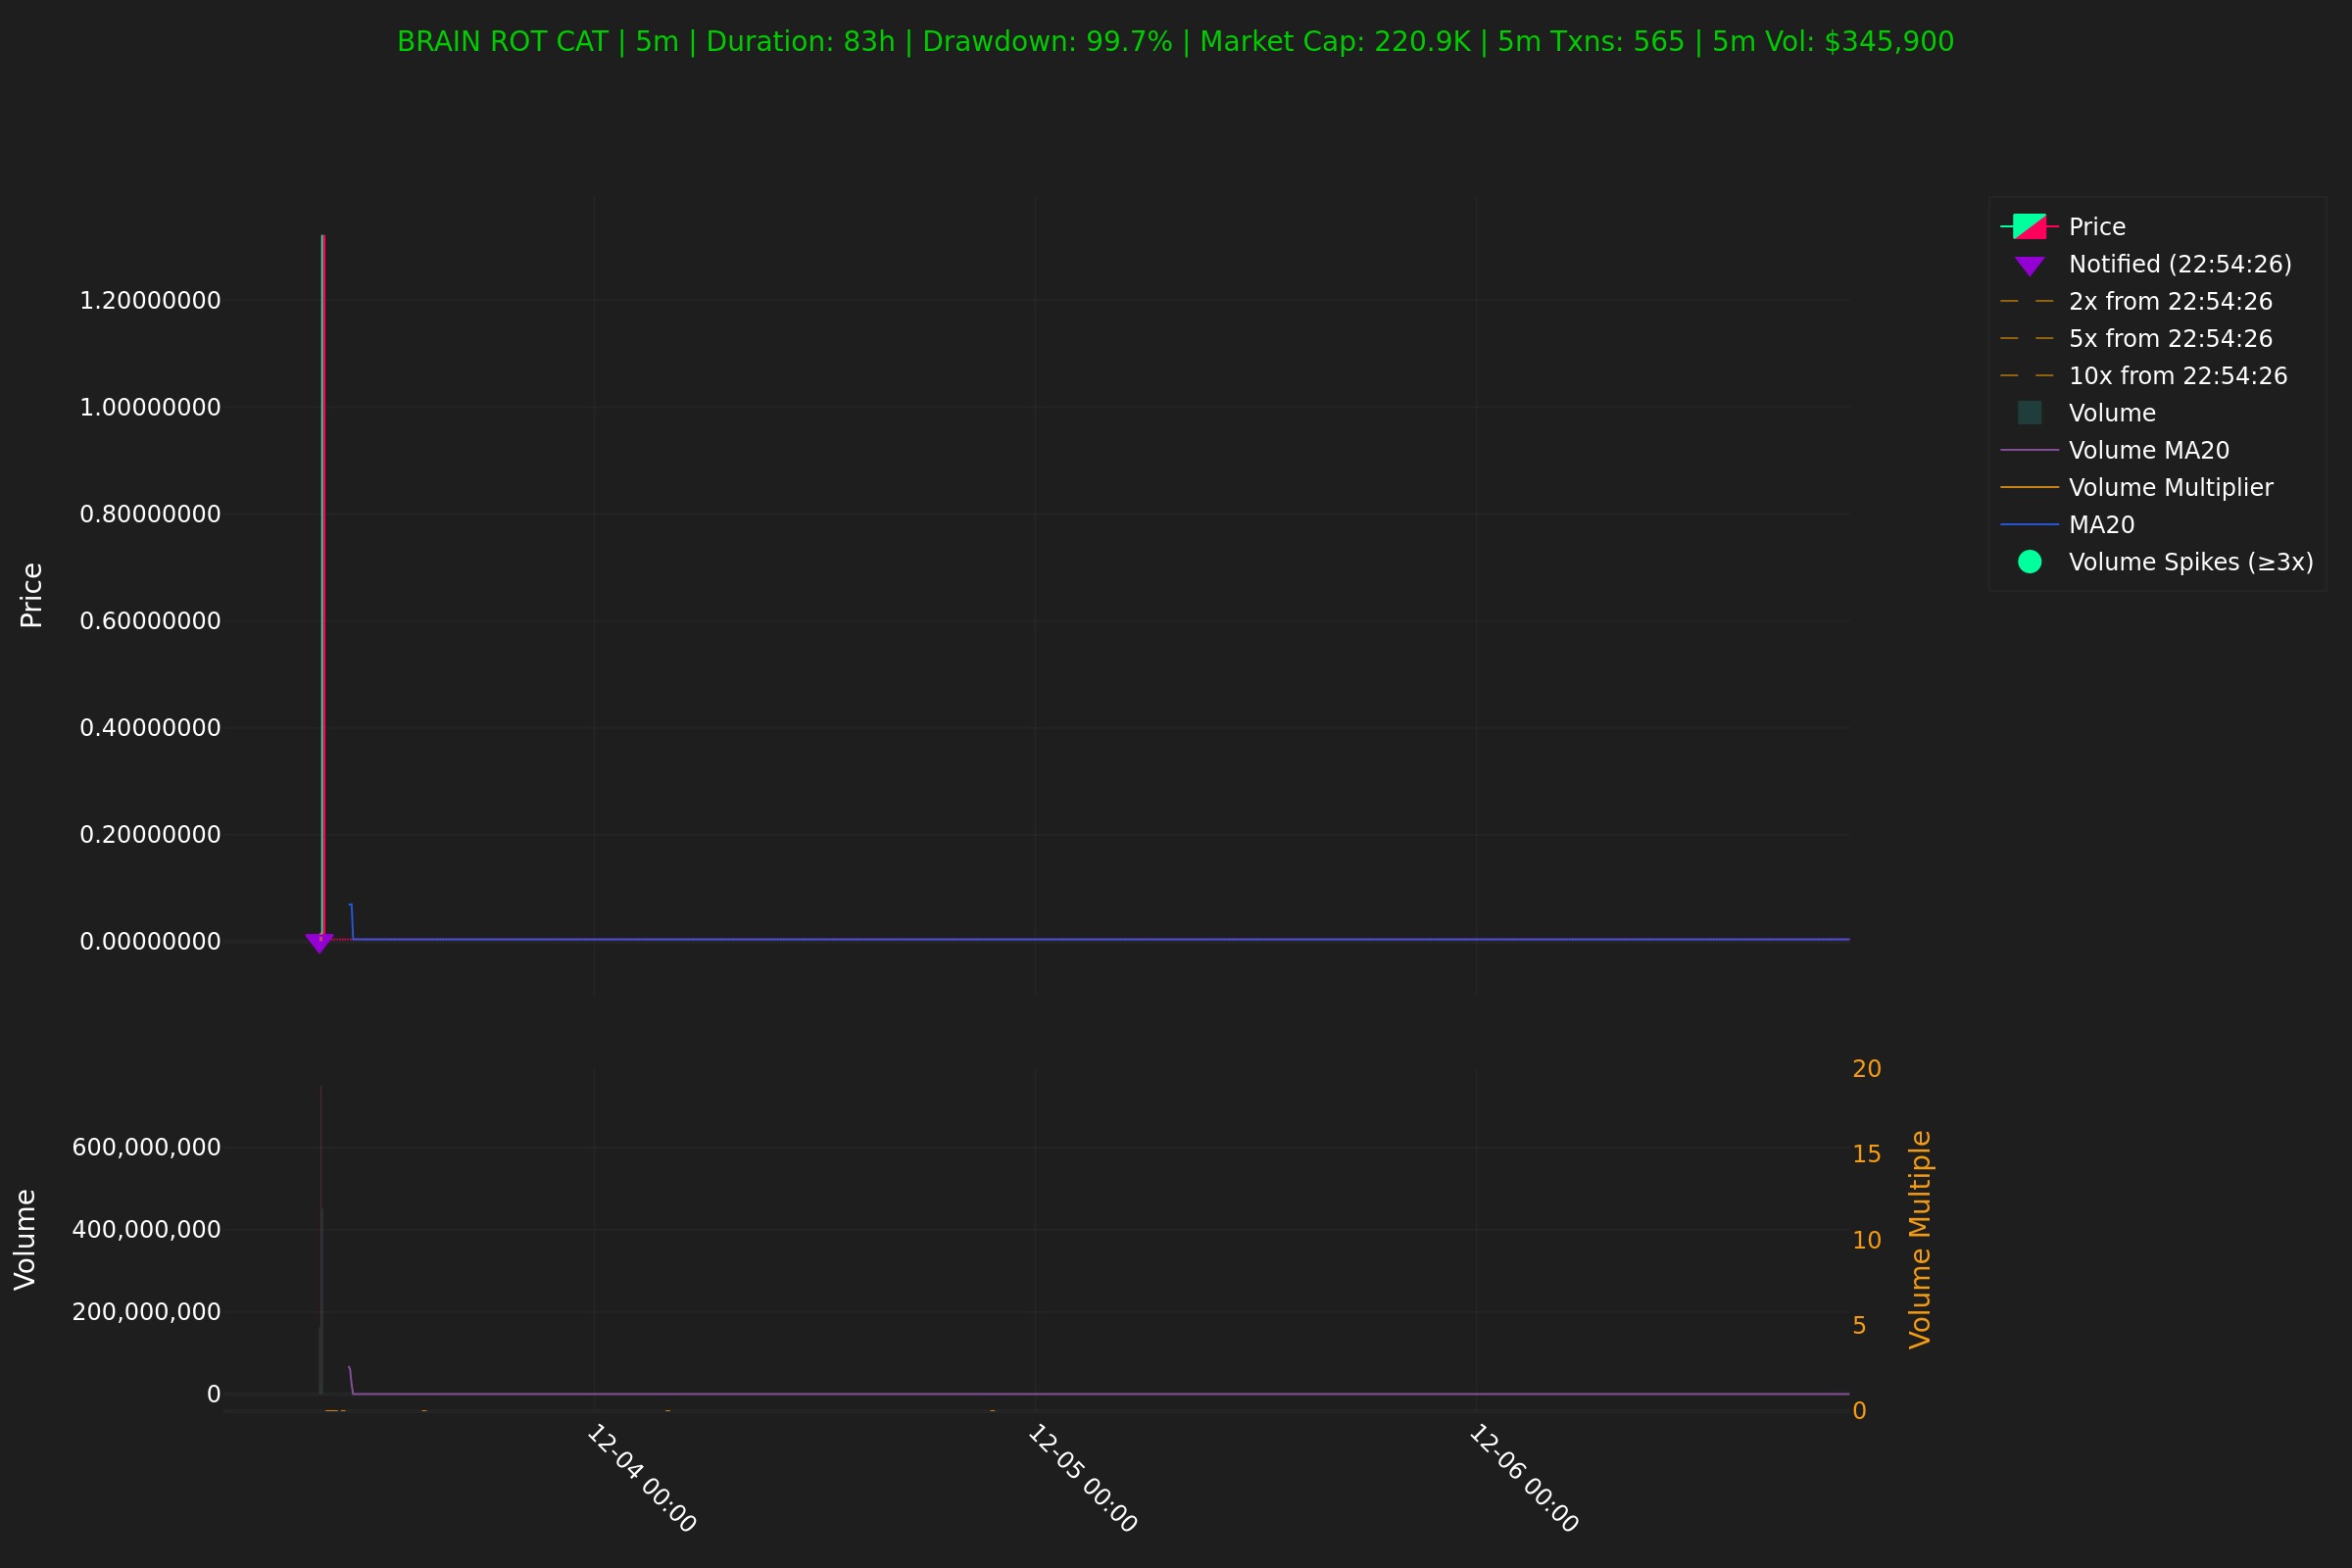 BRAIN ROT CAT | 5m | Duration: 83h | Drawdown: 99.7% | Market Cap: 220.9K | 5m Txns: 565 | 5m Vol: $345,900
Price
1.20000000
1.00000000
0.80000000
0.60000000
0.40000000
0.20000000
0.00000000
Price
Notified (22:54:26)
2x from 22:54:26
5x from 22:54:26
10x from 22:54:26
Volume
Volume MA20
Volume Multiplier
MA20
Volume Spikes (≥3x)
Volume
600,000,000
400,000,000
200,000,000
0
20
15
10
5
0
Volume Multiple
12-04 00:00
12-05 00:00
12-06 00:00